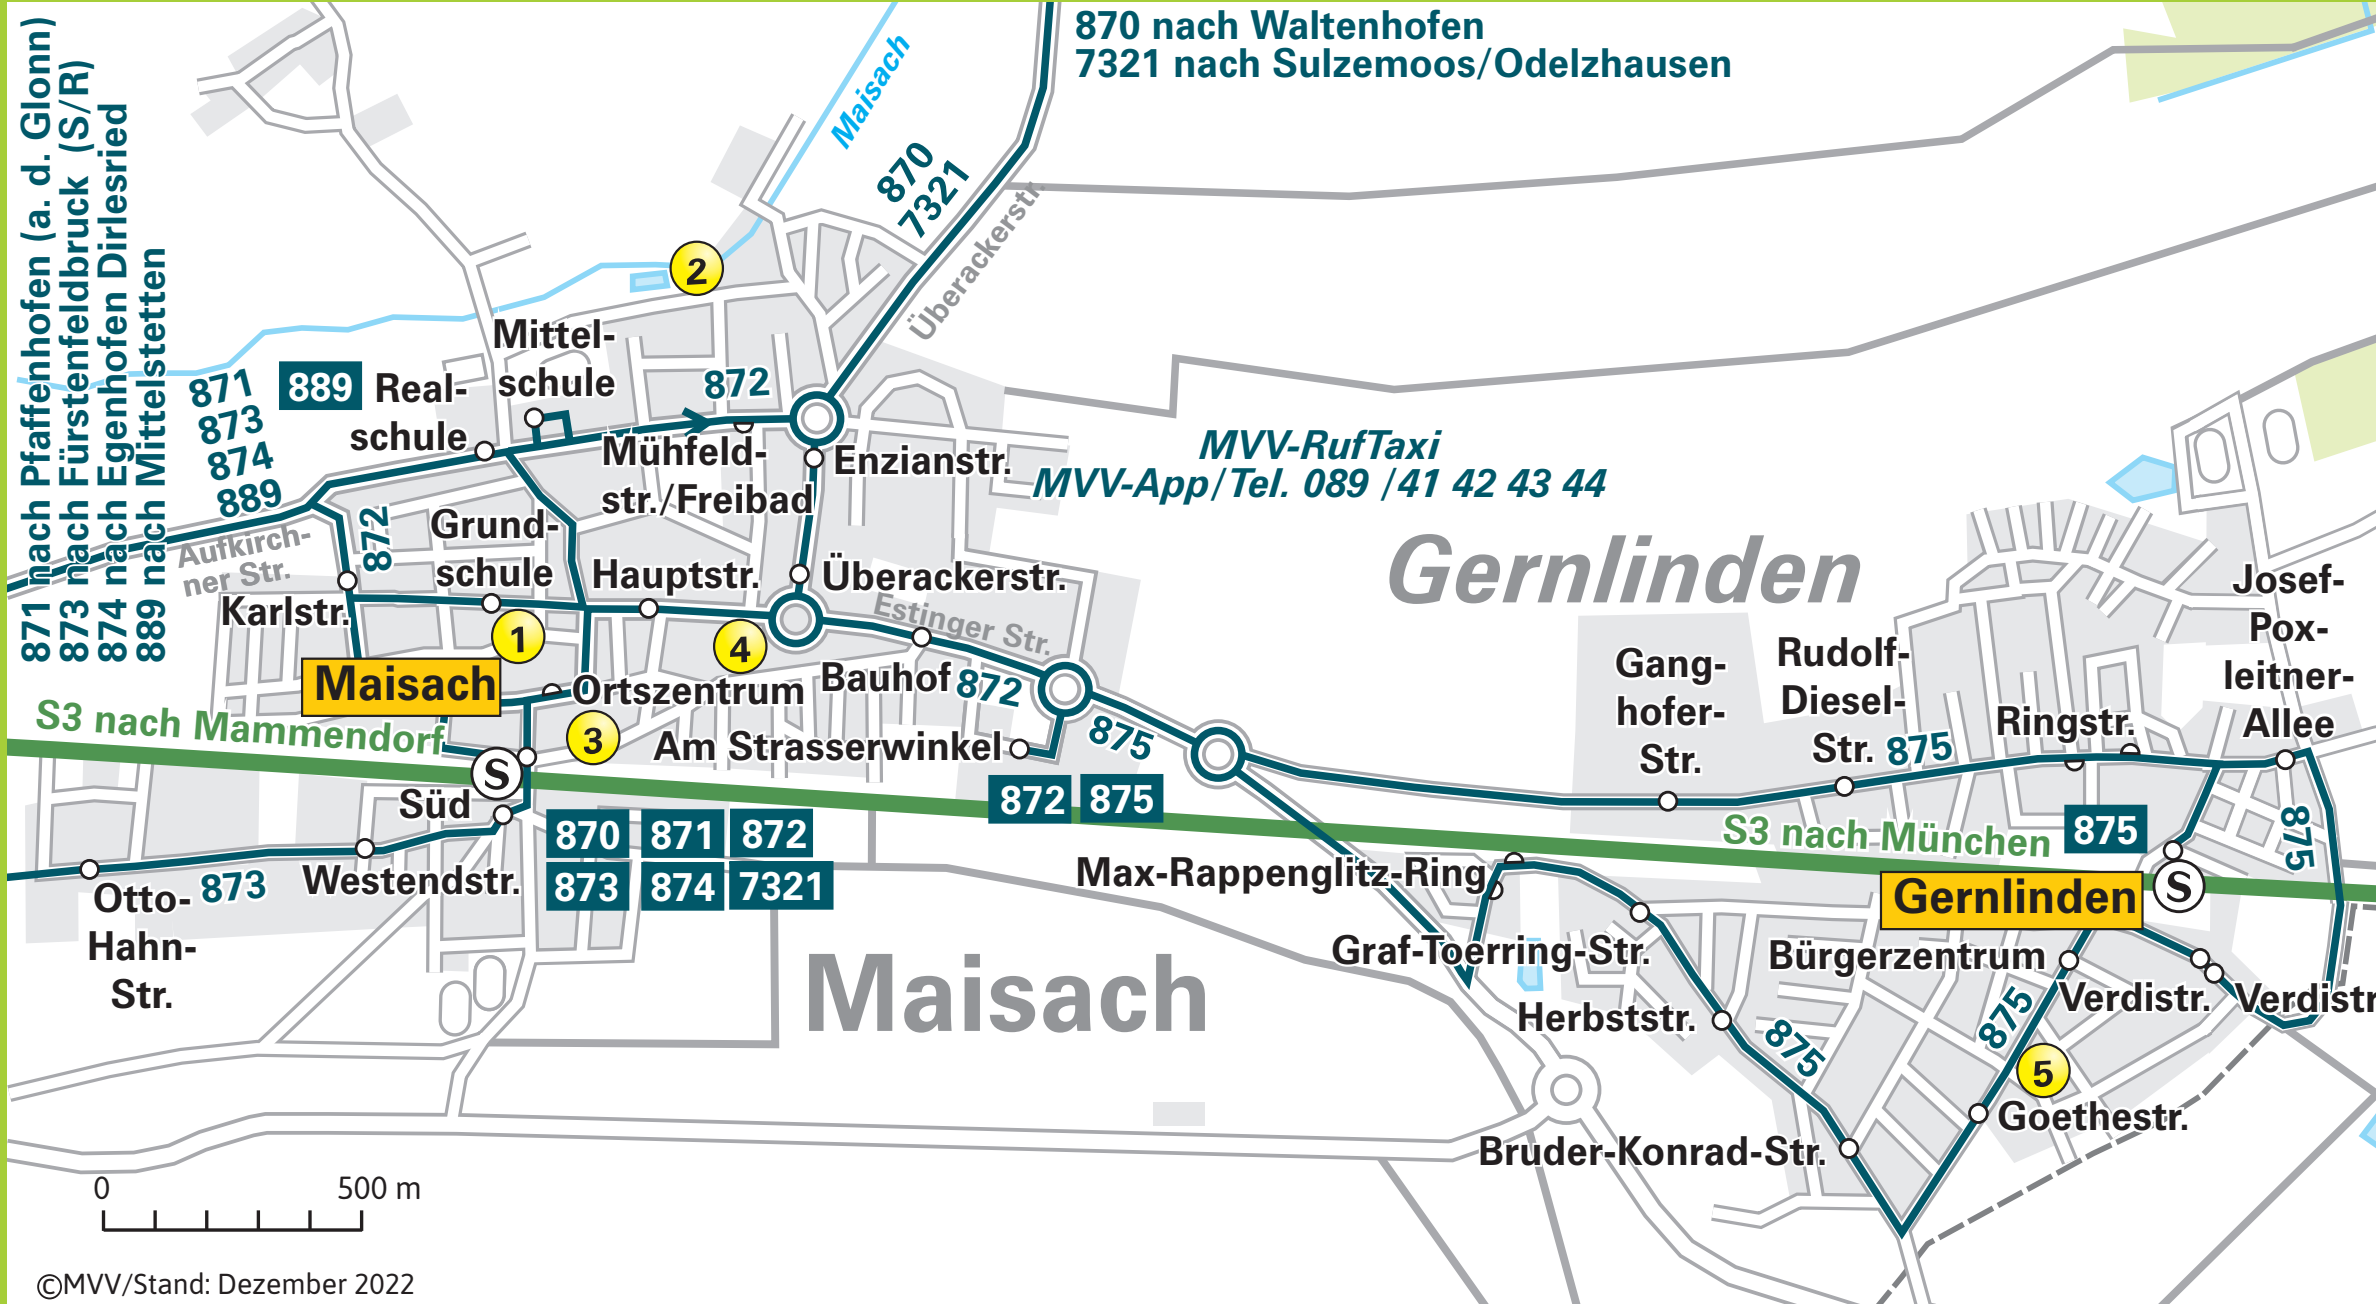 870 nach Waltenhofen
7321 nach Sulzemoos/Odelzhausen
871 nach Pfaffenhofen (a. d. Glonn)
873 nach Fürstenfeldbruck (S/R)
874 nach Egenhofen Dirlesried
889 nach Mittelstetten
Maisach
870
7321
Überackerstr.
2
871
873
874
889
889
Real-
schule
Mittel-
schule
872
Mühfeld-
str./Freibad
Enzianstr.
MVV-RufTaxi
MVV-App/Tel. 089 /41 42 43 44
Aufkirch-
ner Str.
872
Grund-
schule
Hauptstr.
Überackerstr.
Estinger Str.
Karlstr.
1
4
Maisach
Ortszentrum
Bauhof
872
875
3
Am Strasserwinkel
S3 nach Mammendorf
S
Süd
872
875
870
871
872
873
874
7321
Otto-
Hahn-
Str.
873
Westendstr.
Maisach
Gernlinden
Gang-
hofer-
Str.
Rudolf-
Diesel-
Str.
875
Ringstr.
Josef-
Pox-
leitner-
Allee
875
S3 nach München
875
Gernlinden
S
Max-Rappenglitz-Ring
Graf-Toerring-Str.
Herbststr.
875
Bürgerzentrum
Verdistr.
Verdistr
875
5
Goethestr.
Bruder-Konrad-Str.
0
500 m
©MVV/Stand: Dezember 2022